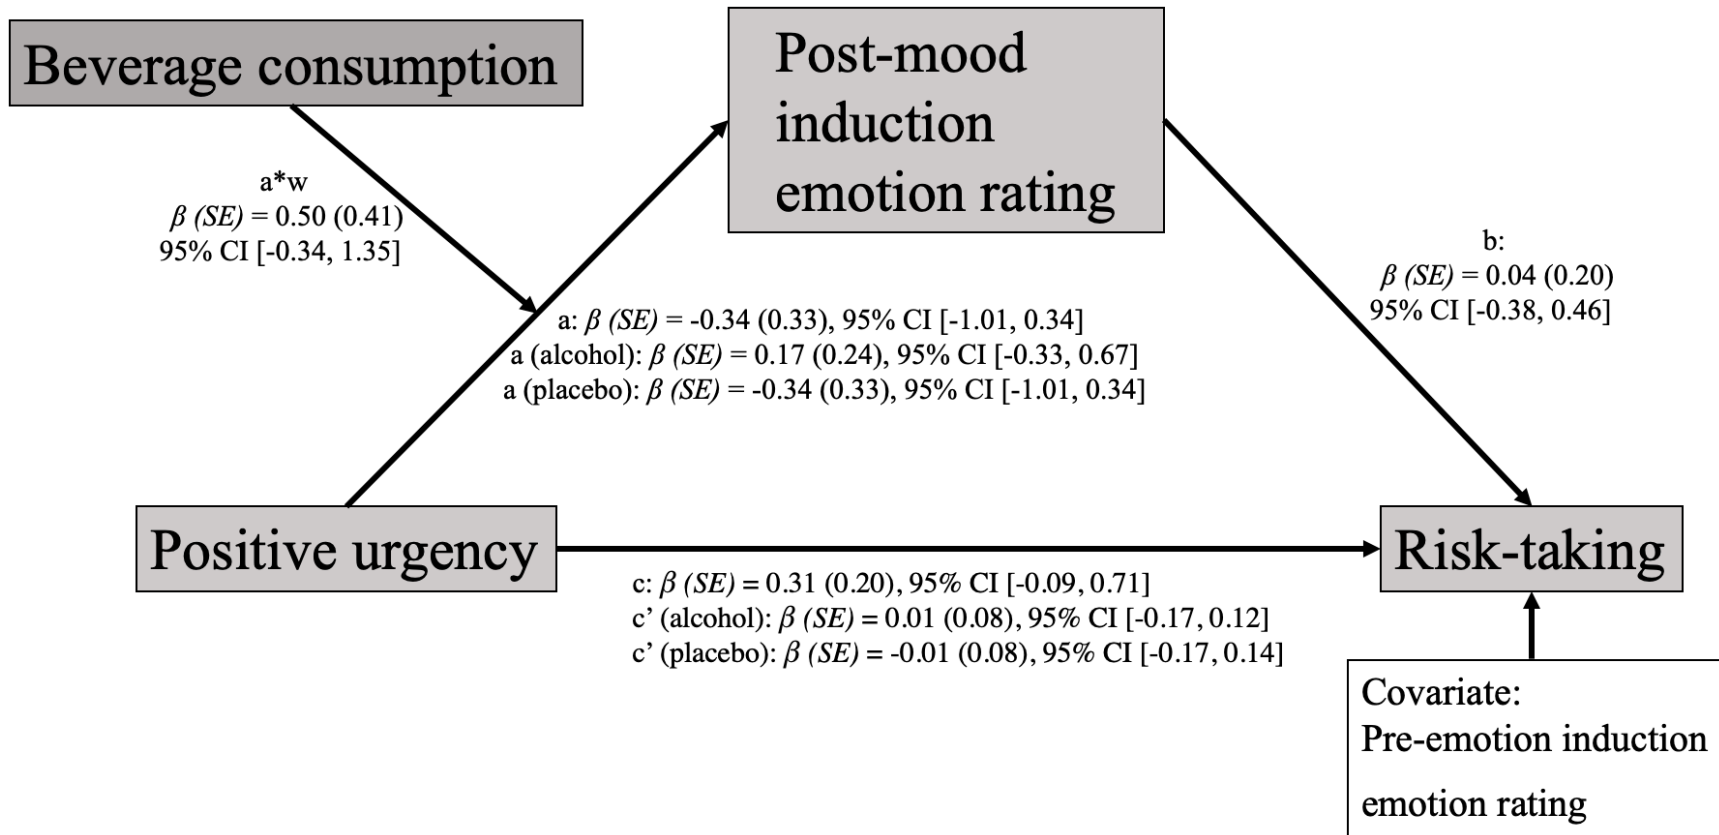 Beverage consumption
Post-mood
induction
emotion rating
a*w
β (SE) = 0.50 (0.41)
95% CI [-0.34, 1.35]
b:
β (SE) = 0.04 (0.20)
95% CI [-0.38, 0.46]
a: β (SE) = -0.34 (0.33), 95% CI [-1.01, 0.34]
a (alcohol): β (SE) = 0.17 (0.24), 95% CI [-0.33, 0.67]
a (placebo): β (SE) = -0.34 (0.33), 95% CI [-1.01, 0.34]
Positive urgency
Risk-taking
c: β (SE) = 0.31 (0.20), 95% CI [-0.09, 0.71]
c’ (alcohol): β (SE) = 0.01 (0.08), 95% CI [-0.17, 0.12]
c’ (placebo): β (SE) = -0.01 (0.08), 95% CI [-0.17, 0.14]
Covariate:
Pre-emotion induction
emotion rating